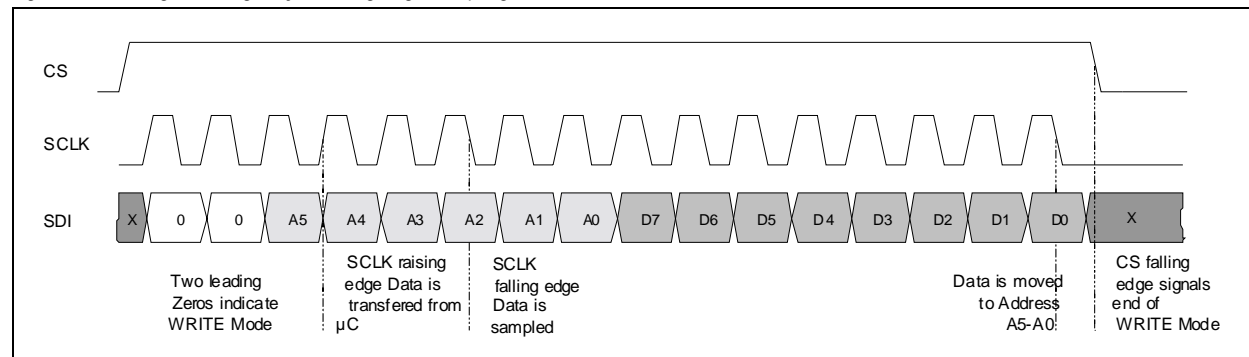 CS
SCLK
SDI
X 0 0 A5 A4 A3 A2 A1 A0 D7 D6 D5 D4 D3 D2 D1 D0 X
Two leading
Zeros indicate
WRITE Mode
SCLK raising
edge Data is
transfered from
µC
SCLK
falling edge
Data is
sampled
Data is moved
to Address
A5-A0
CS falling
edge signals
end of
WRITE Mode